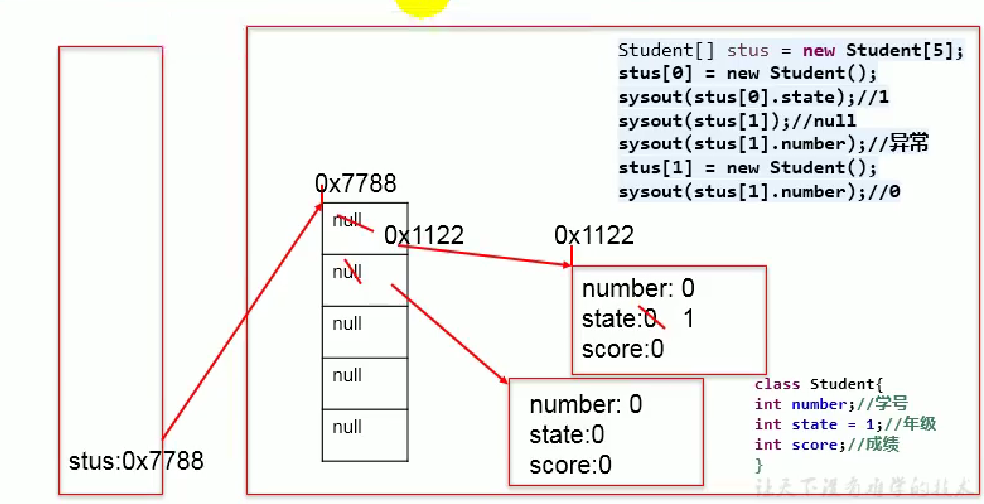 Student[] stus = new Student[5];
stus[0] = new Student();
sysout(stus[0].state);//1
sysout(stus[1]);//null
sysout(stus[1].number);//异常
stus[1] = new Student();
sysout(stus[1].number);//0
0x7788
null
0x1122
0x1122
null
number: 0
state:0 1
score:0
null
null
null
number: 0
state:0
score:0
class Student{
int number;//学号
int state = 1;//年级
int score;//成绩
}
stus:0x7788
让天下没有难学的技术